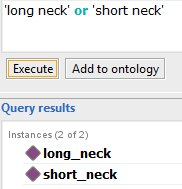 'long neck' or 'short neck'
Execute Add to ontology
Query results
Instances (2 of 2)
long_neck
short_neck